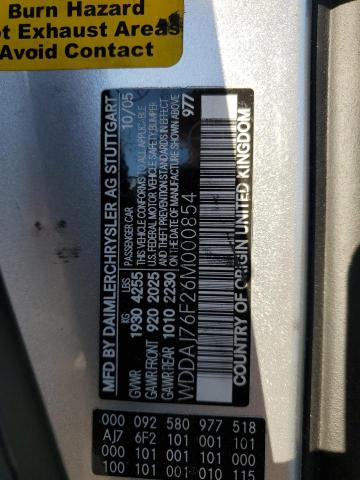 Burn Hazard
ot Exhaust Areas
Avoid Contact
MFD BY DAIMLERCHRYSLER AG STUTTGART
10/05
KG LBS PASSENGER CAR
GVWR 1930 4255
GAWR FRONT 920 2025
GAWR REAR 1010 2230
THIS VEHICLE CONFORMS TO ALL APPLICABLE
U.S. FEDERAL MOTOR VEHICLE SAFETY, BUMPER
AND THEFT PREVENTION STANDARDS IN EFFECT
ON THE DATE OF MANUFACTURE SHOWN ABOVE
977
WDDAJ76F26M000854
COUNTRY OF ORIGIN UNITED KINGDOM
000 092 580 977 518
AJ7 6F2 101 001 101
000 101 001 101 101
100 101 001 010 115